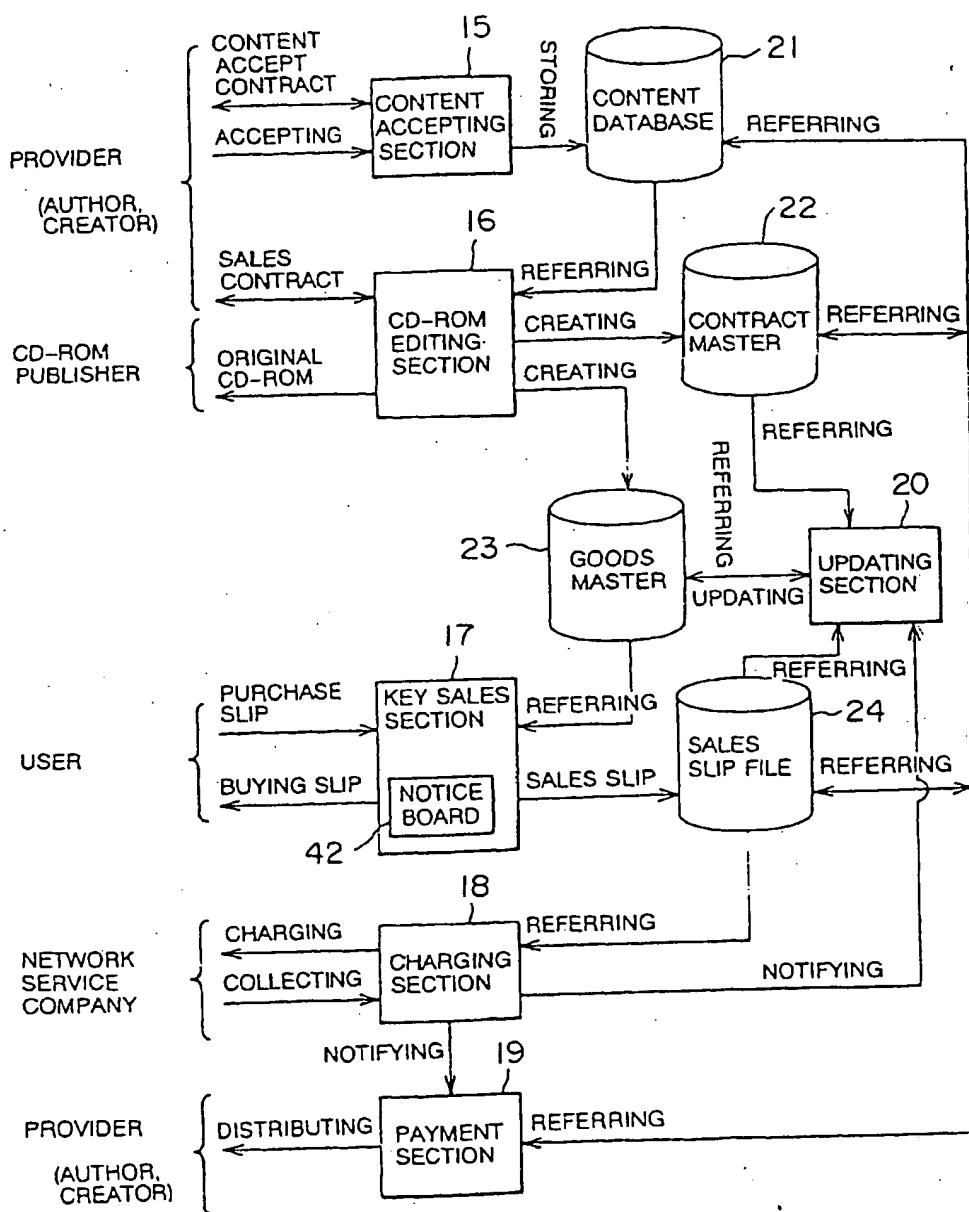 CONTENT
ACCEPT
CONTRACT
15
STORING
21
CONTENT
ACCEPTING
SECTION
CONTENT
DATABASE
REFERRING
ACCEPTING
PROVIDER
(AUTHOR,
CREATOR)
16
22
SALES
CONTRACT
REFERRING
CD-ROM
EDITING
SECTION
CREATING
CONTRACT
MASTER
REFERRING
CD-ROM
PUBLISHER
ORIGINAL
CD-ROM
CREATING
REFERRING
REFERRING
20
23
GOODS
MASTER
UPDATING
UPDATING
SECTION
17
REFERRING
PURCHASE
SLIP
KEY SALES
SECTION
REFERRING
24
USER
SALES
SLIP FILE
REFERRING
BUYING SLIP
NOTICE
BOARD
SALES SLIP
42
18
CHARGING
REFERRING
NETWORK
SERVICE
COMPANY
CHARGING
SECTION
COLLECTING
NOTIFYING
NOTIFYING
19
PROVIDER
(AUTHOR,
CREATOR)
DISTRIBUTING
PAYMENT
SECTION
REFERRING